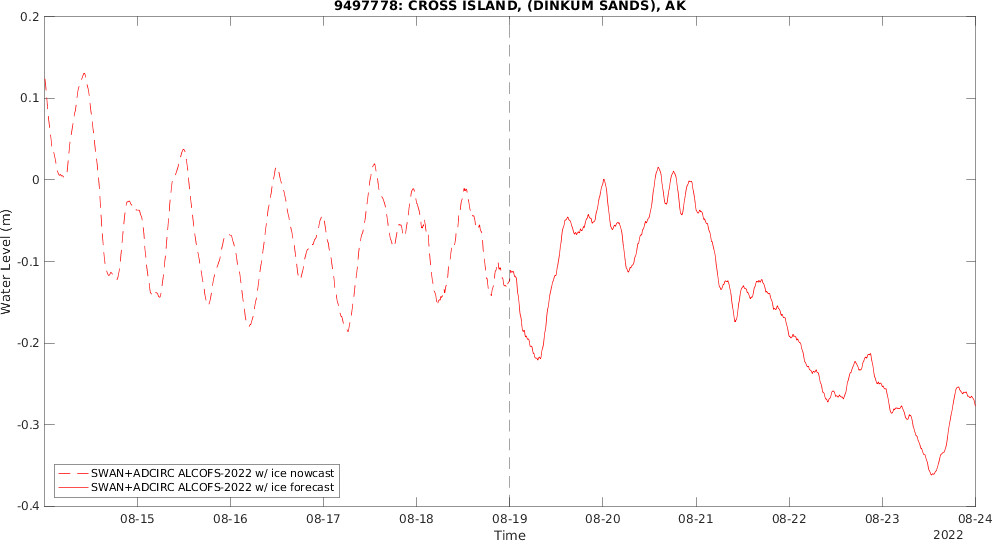 9497778: CROSS ISLAND, (DINKUM SANDS), AK
0.2
0.1
0
-0.1
-0.2
-0.3
-0.4
Water Level (m)
SWAN+ADCIRC ALCOFS-2022 w/ ice nowcast
SWAN+ADCIRC ALCOFS-2022 w/ ice forecast
08-15 08-16 08-17 08-18 08-19 08-20 08-21 08-22 08-23 08-24
Time
2022